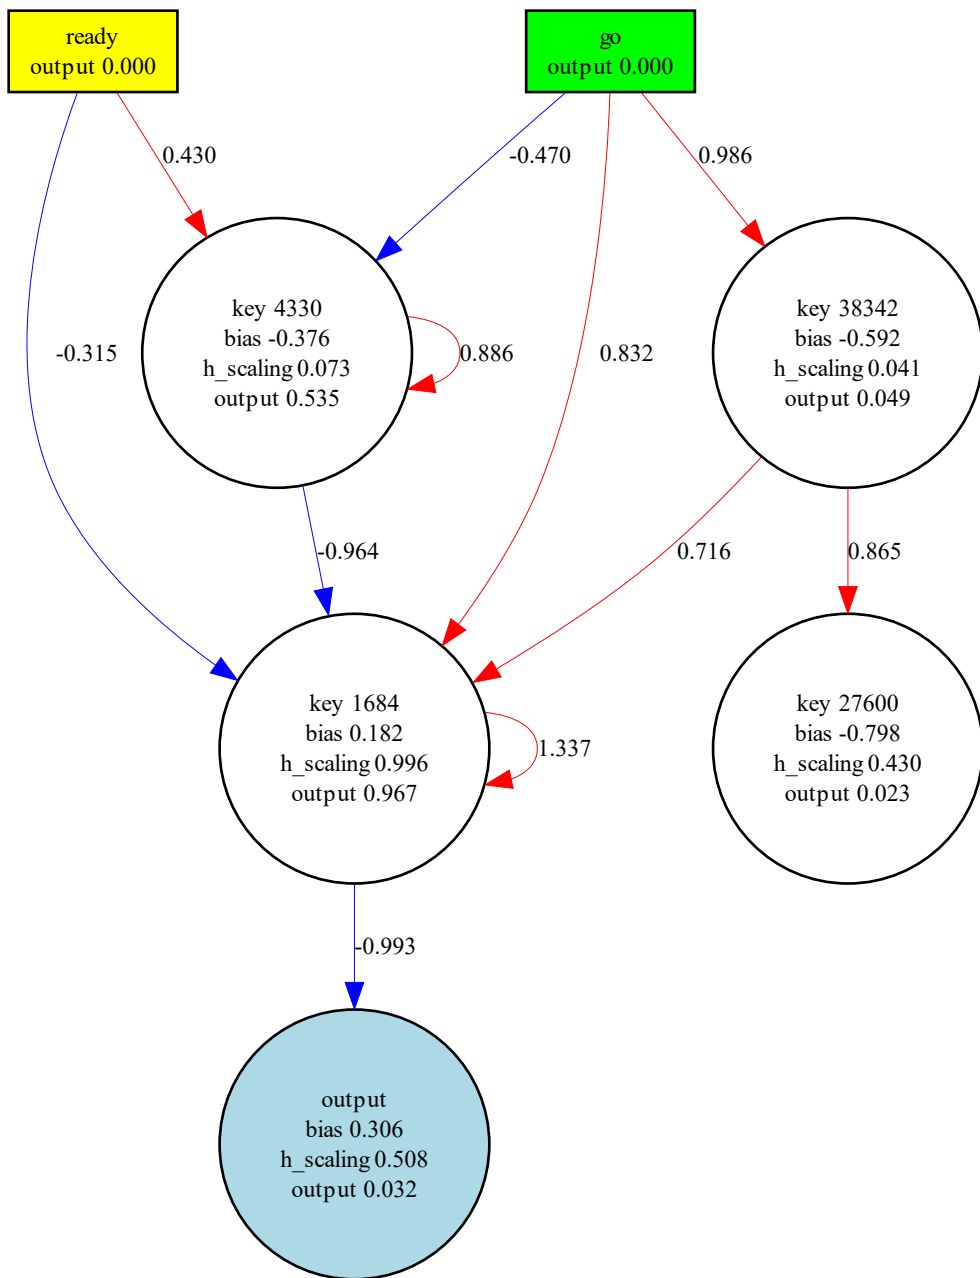 ready
output 0.000
go
output 0.000
0.430
-0.470
0.986
key 4330
bias -0.376
h_scaling 0.073
output 0.535
key 38342
bias -0.592
h_scaling 0.041
output 0.049
-0.315
0.886
0.832
-0.964
0.716
0.865
key 1684
bias 0.182
h_scaling 0.996
output 0.967
1.337
key 27600
bias -0.798
h_scaling 0.430
output 0.023
-0.993
output
bias 0.306
h_scaling 0.508
output 0.032